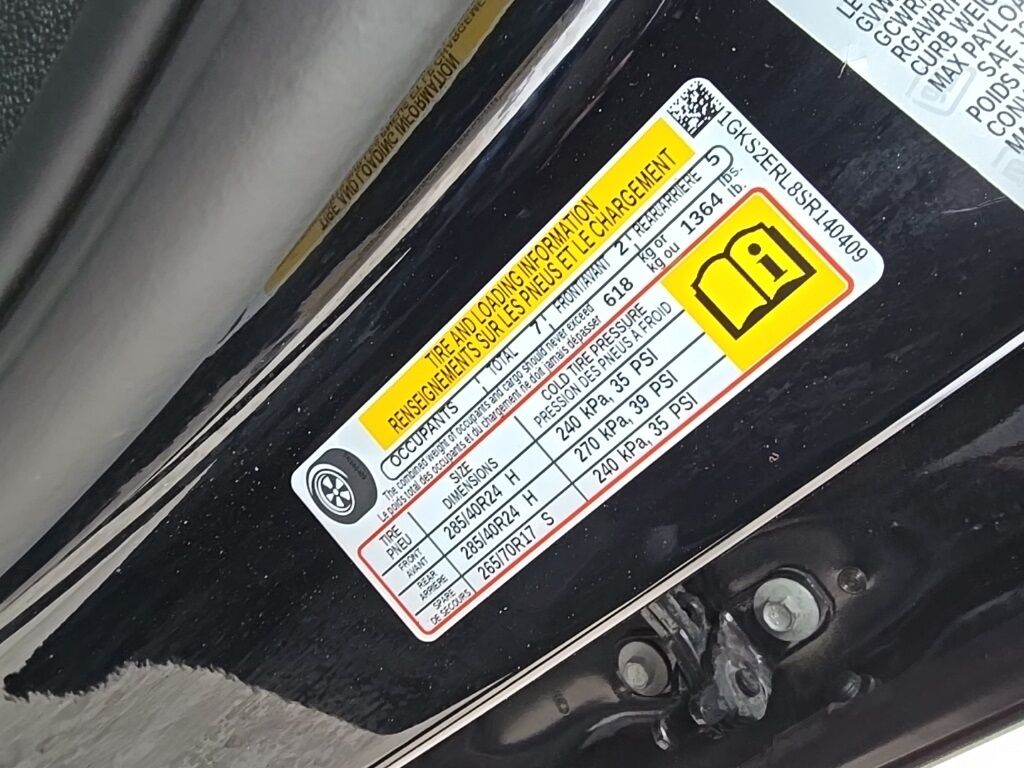 1GKS2ERL8SR140409
TIRE AND LOADING INFORMATION
RENSEIGNEMENTS SUR LES PNEUS ET LE CHARGEMENT
OCCUPANTS TOTAL 7 FRONT/AVANT 2 REAR/ARRIÈRE 5
The combined weight of occupants and cargo should never exceed 618 kg or 1364 lbs.
Le poids total des occupants et du chargement ne doit jamais dépasser kg ou lb.
TIRE SIZE COLD TIRE PRESSURE
PNEU DIMENSIONS PRESSION DES PNEUS À FROID
FRONT
AVANT 285/40R24 H 240 kPa, 35 PSI
REAR
ARRIÈRE 285/40R24 H 270 kPa, 39 PSI
SPARE
DE SECOURS 265/70R17 S 240 kPa, 35 PSI
i
GCWR
RGAWR
CURB WEIG
MAX PAYLOA
SAE
POIDS